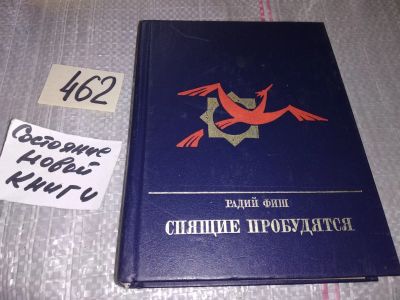 462
Состояние
новой
книги
РАДИЙ ФИШ
СПЯЩИЕ ПРОБУДЯТСЯ